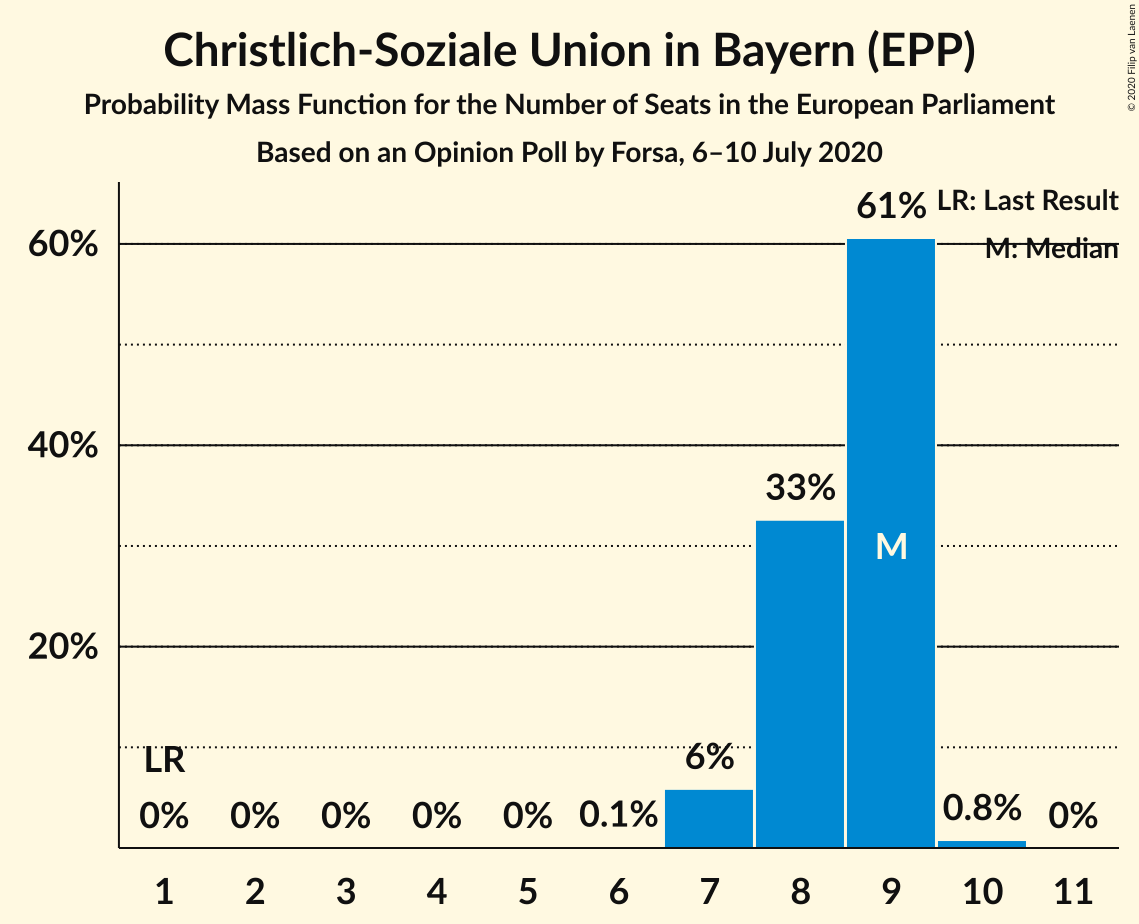 Christlich-Soziale Union in Bayern (EPP)
Probability Mass Function for the Number of Seats in the European Parliament
Based on an Opinion Poll by Forsa, 6–10 July 2020
© 2020 Filip van Laenen
61%
LR: Last Result
60%
M: Median
40%
33%
M
20%
LR
6%
0%
0%
0%
0%
0%
0.1%
0.8%
0%
1 2 3 4 5 6 7 8 9 10 11